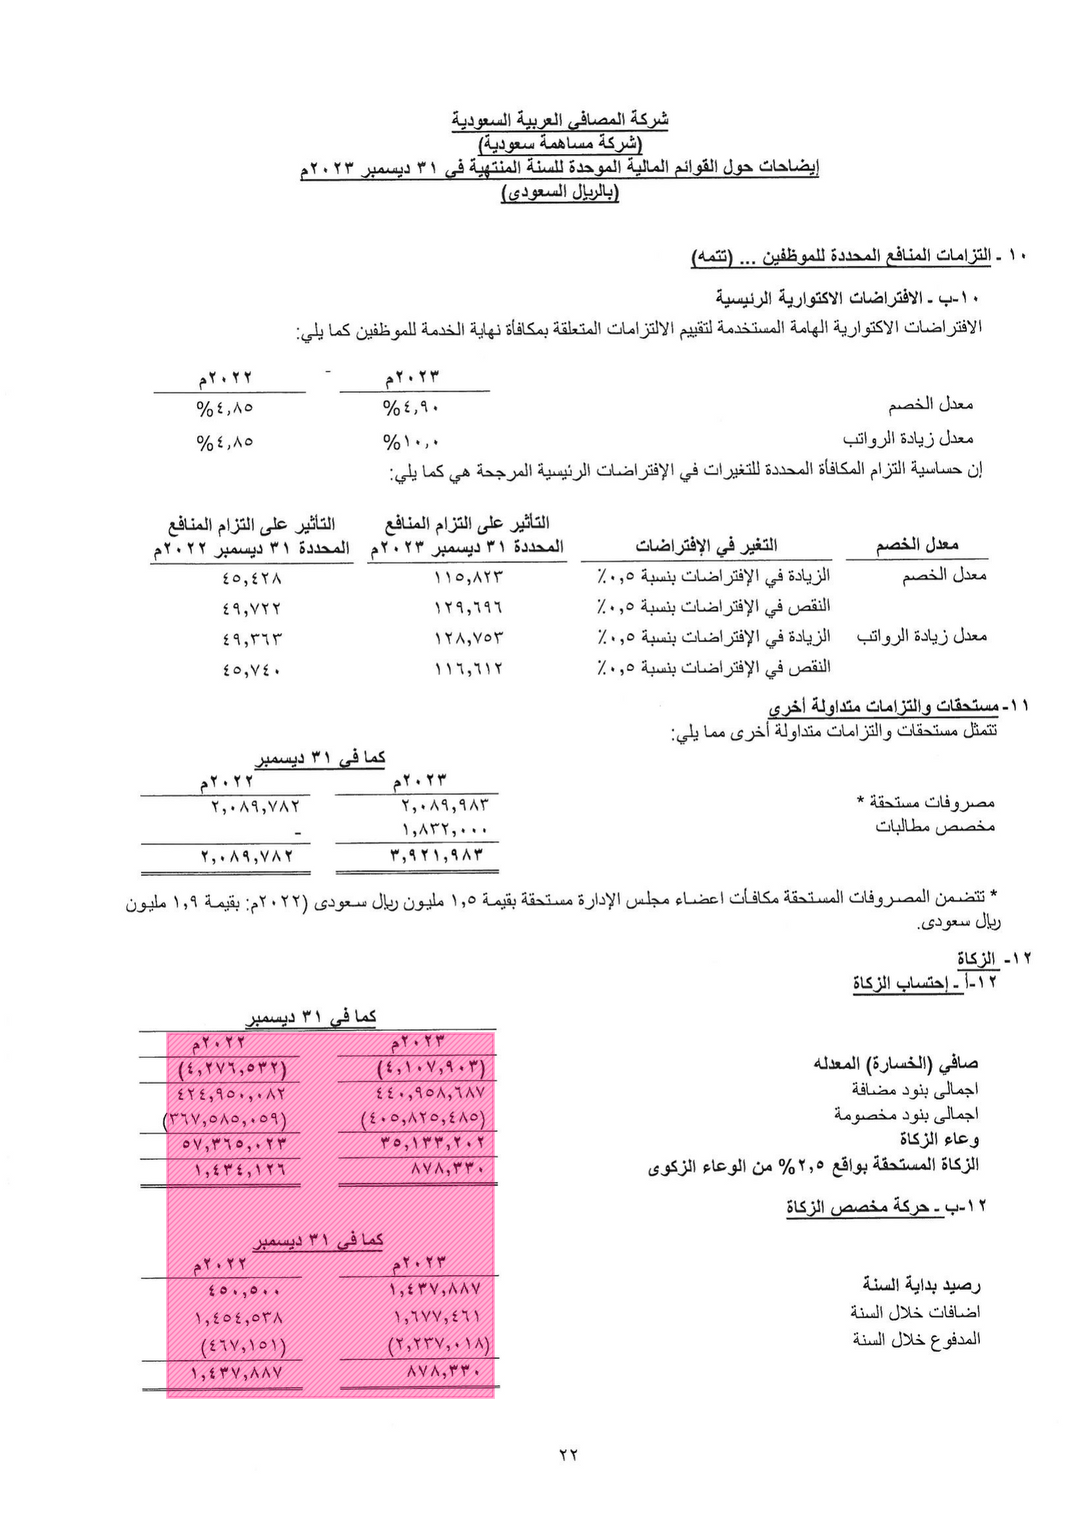 شركة المصافي العربية السعودية
(شركة مساهمة سعودية)
إيضاحات حول القوائم المالية الموحدة للسنة المنتهية في ٣١ ديسمبر ٢٠٢٣م
(بالريال السعودى)
١٠ - التزامات المنافع المحددة للموظفين ... (تتمه)
١٠-ب - الافتراضات الاكتوارية الرئيسية
الافتراضات الاكتوارية الهامة المستخدمة لتقييم الالتزامات المتعلقة بمكافأة نهاية الخدمة للموظفين كما يلي:
٢٠٢٣م ٢٠٢٢م
معدل الخصم ٤,٩٠% ٤,٨٥%
معدل زيادة الرواتب ١٠,٠% ٤,٨٥%
إن حساسية التزام المكافأة المحددة للتغيرات في الإفتراضات الرئيسية المرجحة هي كما يلي:
التأثير على التزام المنافع التأثير على التزام المنافع
معدل الخصم التغير في الإفتراضات المحددة ٣١ ديسمبر ٢٠٢٣م المحددة ٣١ ديسمبر ٢٠٢٢م
معدل الخصم الزيادة في الإفتراضات بنسبة ٠,٥٪ ١١٥,٨٢٣ ٤٥,٤٢٨
النقص في الإفتراضات بنسبة ٠,٥٪ ١٢٩,٦٩٦ ٤٩,٧٢٢
معدل زيادة الرواتب الزيادة في الإفتراضات بنسبة ٠,٥٪ ١٢٨,٧٥٣ ٤٩,٣٦٣
النقص في الإفتراضات بنسبة ٠,٥٪ ١١٦,٦١٢ ٤٥,٧٤٠
١١- مستحقات والتزامات متداولة أخرى
تتمثل مستحقات والتزامات متداولة أخرى مما يلي:
كما في ٣١ ديسمبر
٢٠٢٣م ٢٠٢٢م
مصروفات مستحقة * ٢,٠٨٩,٩٨٣ ٢,٠٨٩,٧٨٢
مخصص مطالبات ١,٨٣٢,٠٠٠ -
٣,٩٢١,٩٨٣ ٢,٠٨٩,٧٨٢
* تتضمن المصروفات المستحقة مكافأت اعضاء مجلس الإدارة مستحقة بقيمة ١,٥ مليون ريال سعودى (٢٠٢٢م: بقيمة ١,٩ مليون
ريال سعودى.
١٢- الزكاة
١٢-أ - إحتساب الزكاة
كما في ٣١ ديسمبر
٢٠٢٣م ٢٠٢٢م
صافي (الخسارة) المعدله (٤,١٠٧,٩٠٣) (٤,٢٧٦,٥٣٢)
اجمالى بنود مضافة ٤٤٠,٩٥٨,٦٨٧ ٤٢٤,٩٥٠,٠٨٢
اجمالى بنود مخصومة (٤٠٥,٨٢٥,٤٨٥) (٣٦٧,٥٨٥,٠٥٩)
وعاء الزكاة ٣٥,١٣٣,٢٠٢ ٥٧,٣٦٥,٠٢٣
الزكاة المستحقة بواقع ٢,٥% من الوعاء الزكوى ٨٧٨,٣٣٠ ١,٤٣٤,١٢٦
١٢-ب - حركة مخصص الزكاة
كما في ٣١ ديسمبر
٢٠٢٣م ٢٠٢٢م
رصيد بداية السنة ١,٤٣٧,٨٨٧ ٤٥٠,٥٠٠
اضافات خلال السنة ١,٦٧٧,٤٦١ ١,٤٥٤,٥٣٨
المدفوع خلال السنة (٢,٢٣٧,٠١٨) (٤٦٧,١٥١)
٨٧٨,٣٣٠ ١,٤٣٧,٨٨٧
٢٢